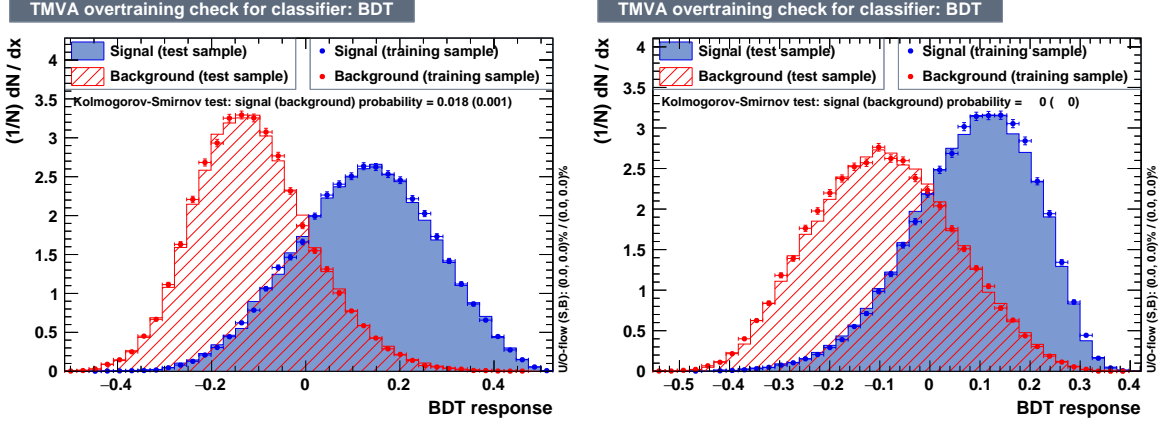 TMVA overtraining check for classifier: BDT
(1/N) dN / dx
Signal (test sample)
Background (test sample)
Signal (training sample)
Background (training sample)
Kolmogorov-Smirnov test: signal (background) probability = 0.018 (0.001)
4
3.5
3
2.5
2
1.5
1
0.5
0
−0.4
−0.2
0
0.2
0.4
BDT response
U/O-flow (S,B): (0.0, 0.0)% / (0.0, 0.0)%
TMVA overtraining check for classifier: BDT
(1/N) dN / dx
Signal (test sample)
Background (test sample)
Signal (training sample)
Background (training sample)
Kolmogorov-Smirnov test: signal (background) probability = 0 ( 0)
4
3.5
3
2.5
2
1.5
1
0.5
0
−0.5
−0.4
−0.3
−0.2
−0.1
0
0.1
0.2
0.3
0.4
BDT response
U/O-flow (S,B): (0.0, 0.0)% / (0.0, 0.0)%